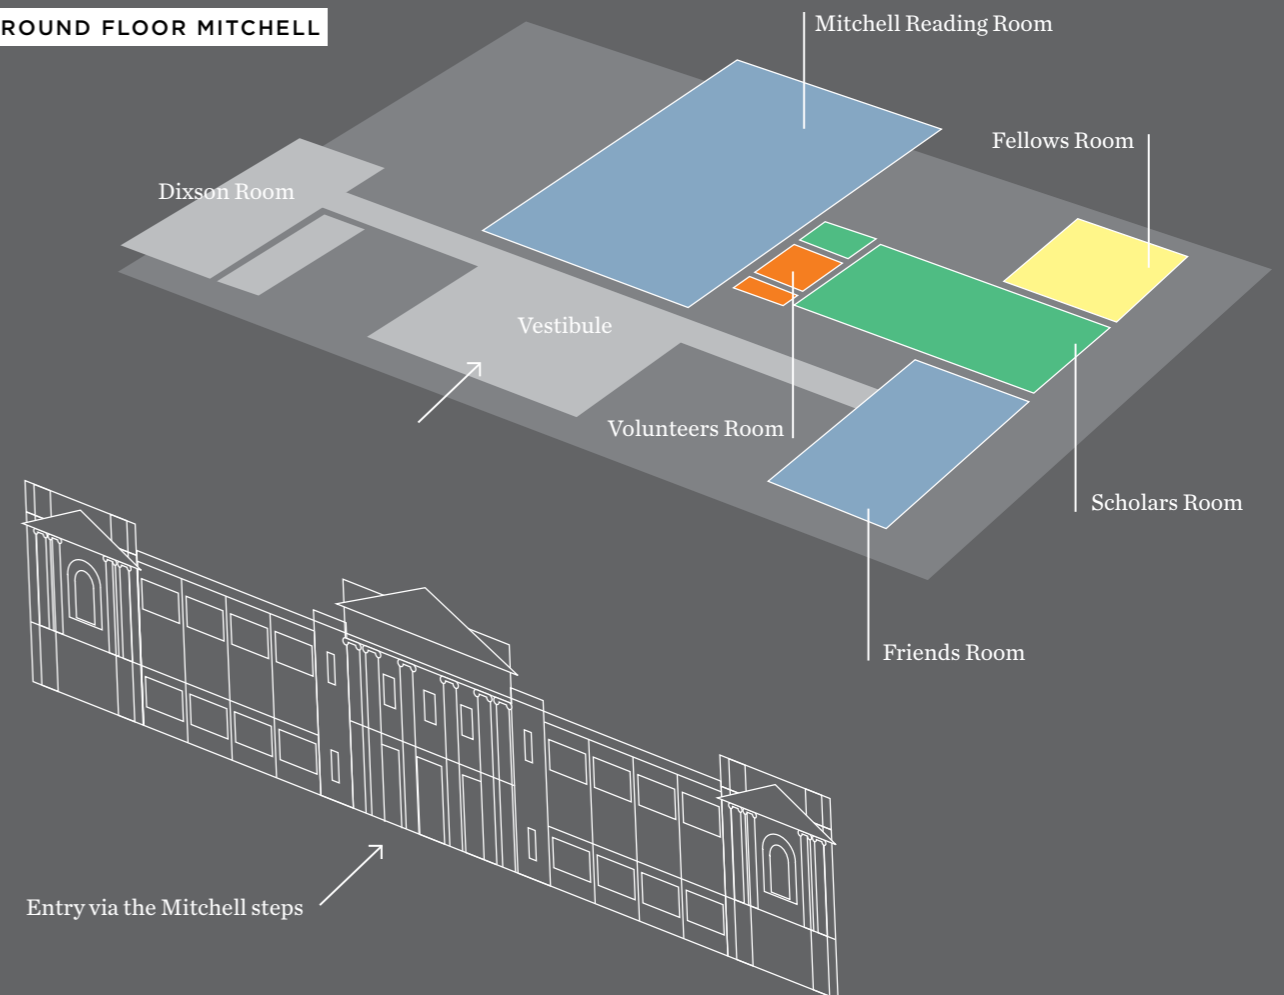 ROUND FLOOR MITCHELL
Mitchell Reading Room
Fellows Room
Dixson Room
Vestibule
Volunteers Room
Scholars Room
Friends Room
Entry via the Mitchell steps